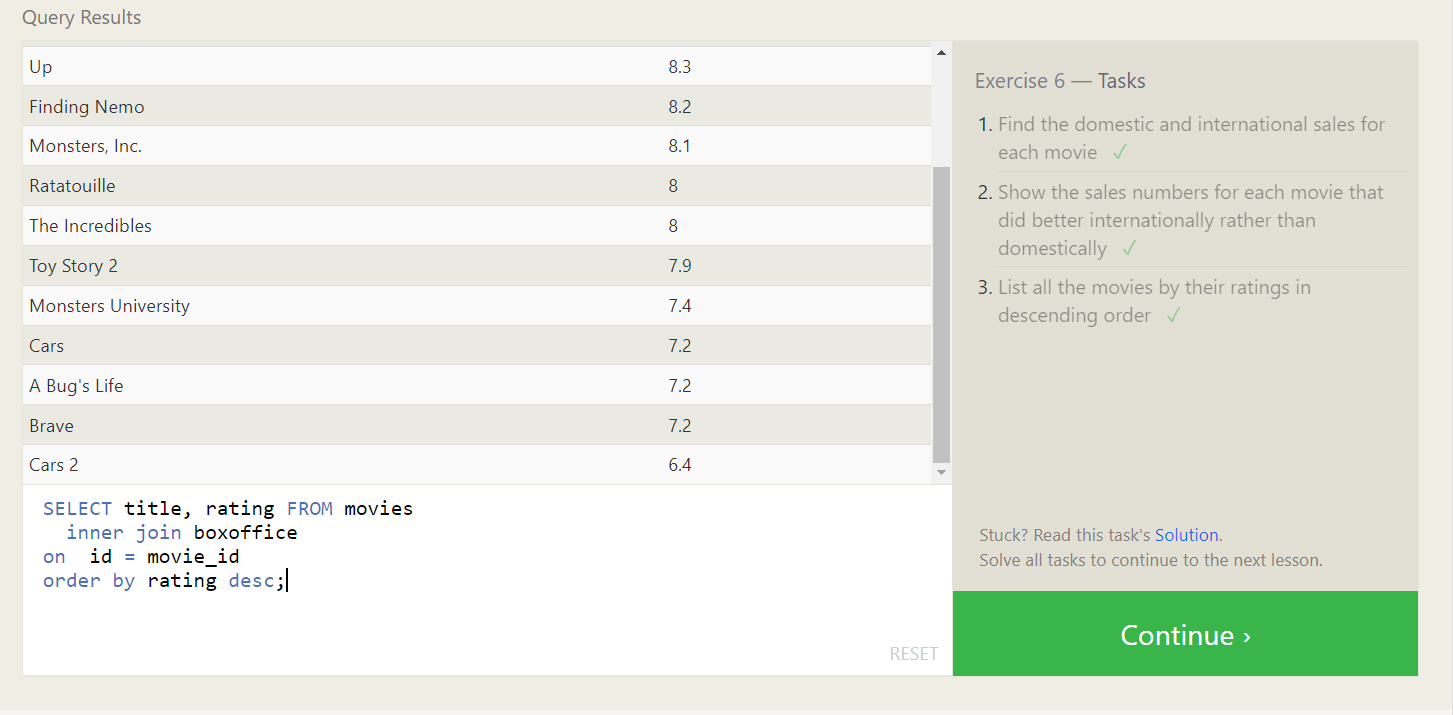 Query Results
Up 8.3
Finding Nemo 8.2
Monsters, Inc. 8.1
Ratatouille 8
The Incredibles 8
Toy Story 2 7.9
Monsters University 7.4
Cars 7.2
A Bug's Life 7.2
Brave 7.2
Cars 2 6.4
SELECT title, rating FROM movies
inner join boxoffice
on id = movie_id
order by rating desc;
RESET
Exercise 6 — Tasks
1. Find the domestic and international sales for
each movie ✓
2. Show the sales numbers for each movie that
did better internationally rather than
domestically ✓
3. List all the movies by their ratings in
descending order ✓
Stuck? Read this task's Solution.
Solve all tasks to continue to the next lesson.
Continue ›